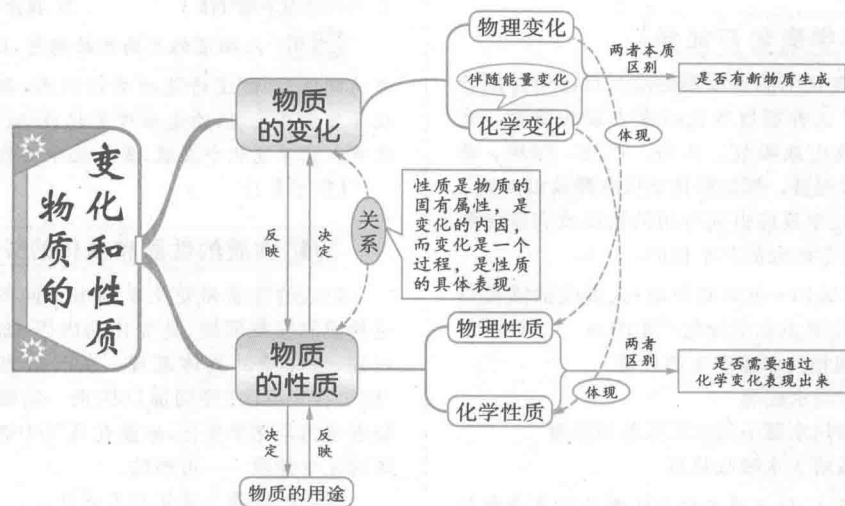 物质的
变化和性质
物质
的变化
物理变化
伴随能量变化
化学变化
两者本质
区别
是否有新物质生成
体现
反映
决定
关系
性质是物质的
固有属性，是
变化的内因，
而变化是一个
过程，是性质
的具体表现
物质
的性质
物理性质
化学性质
两者
区别
是否需要通过
化学变化表现出来
体现
决定
反映
物质的用途